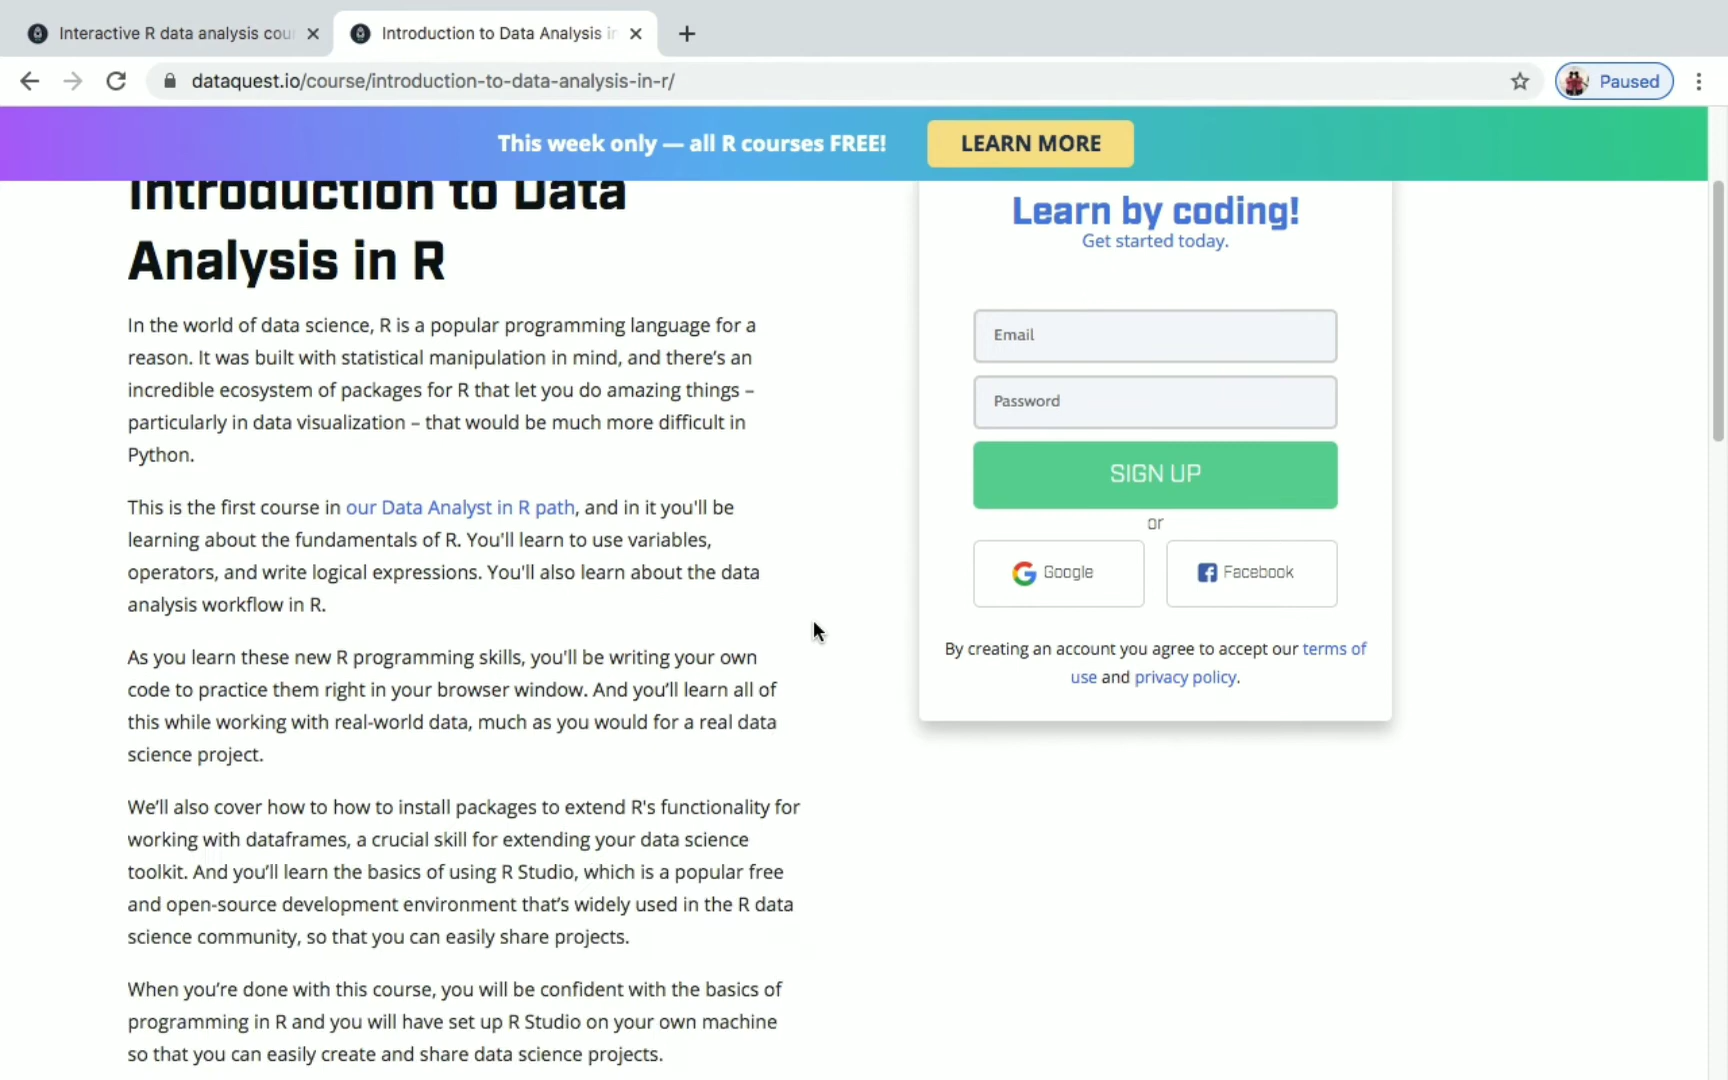 Interactive R data analysis cou
Introduction to Data Analysis in
dataquest.io/course/introduction-to-data-analysis-in-r/
Paused
This week only — all R courses FREE!
LEARN MORE
Introduction to Data
Analysis in R
In the world of data science, R is a popular programming language for a
reason. It was built with statistical manipulation in mind, and there's an
incredible ecosystem of packages for R that let you do amazing things –
particularly in data visualization – that would be much more difficult in
Python.
This is the first course in our Data Analyst in R path, and in it you'll be
learning about the fundamentals of R. You'll learn to use variables,
operators, and write logical expressions. You'll also learn about the data
analysis workflow in R.
As you learn these new R programming skills, you'll be writing your own
code to practice them right in your browser window. And you'll learn all of
this while working with real-world data, much as you would for a real data
science project.
We'll also cover how to how to install packages to extend R's functionality for
working with dataframes, a crucial skill for extending your data science
toolkit. And you'll learn the basics of using R Studio, which is a popular free
and open-source development environment that's widely used in the R data
science community, so that you can easily share projects.
When you're done with this course, you will be confident with the basics of
programming in R and you will have set up R Studio on your own machine
so that you can easily create and share data science projects.
Learn by coding!
Get started today.
Email
Password
SIGN UP
or
Google
Facebook
By creating an account you agree to accept our terms of
use and privacy policy.